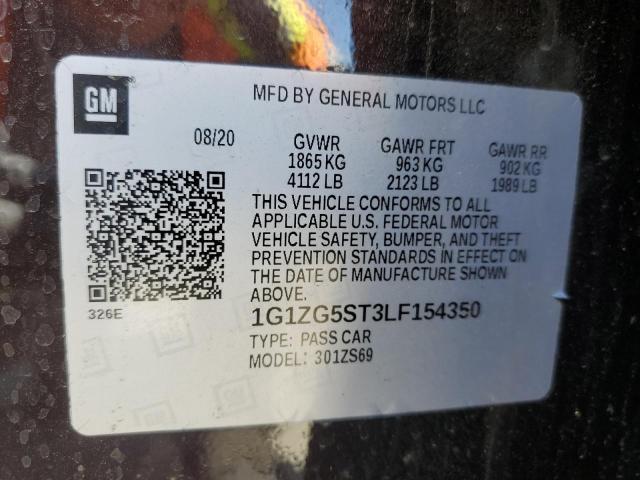 GM
MFD BY GENERAL MOTORS LLC
08/20 GVWR GAWR FRT GAWR RR
1865 KG 963 KG 902 KG
4112 LB 2123 LB 1989 LB
THIS VEHICLE CONFORMS TO ALL
APPLICABLE U.S. FEDERAL MOTOR
VEHICLE SAFETY, BUMPER, AND THEFT
PREVENTION STANDARDS IN EFFECT ON
THE DATE OF MANUFACTURE SHOWN
ABOVE.
326E
1G1ZG5ST3LF154350
TYPE: PASS CAR
MODEL: 301ZS69